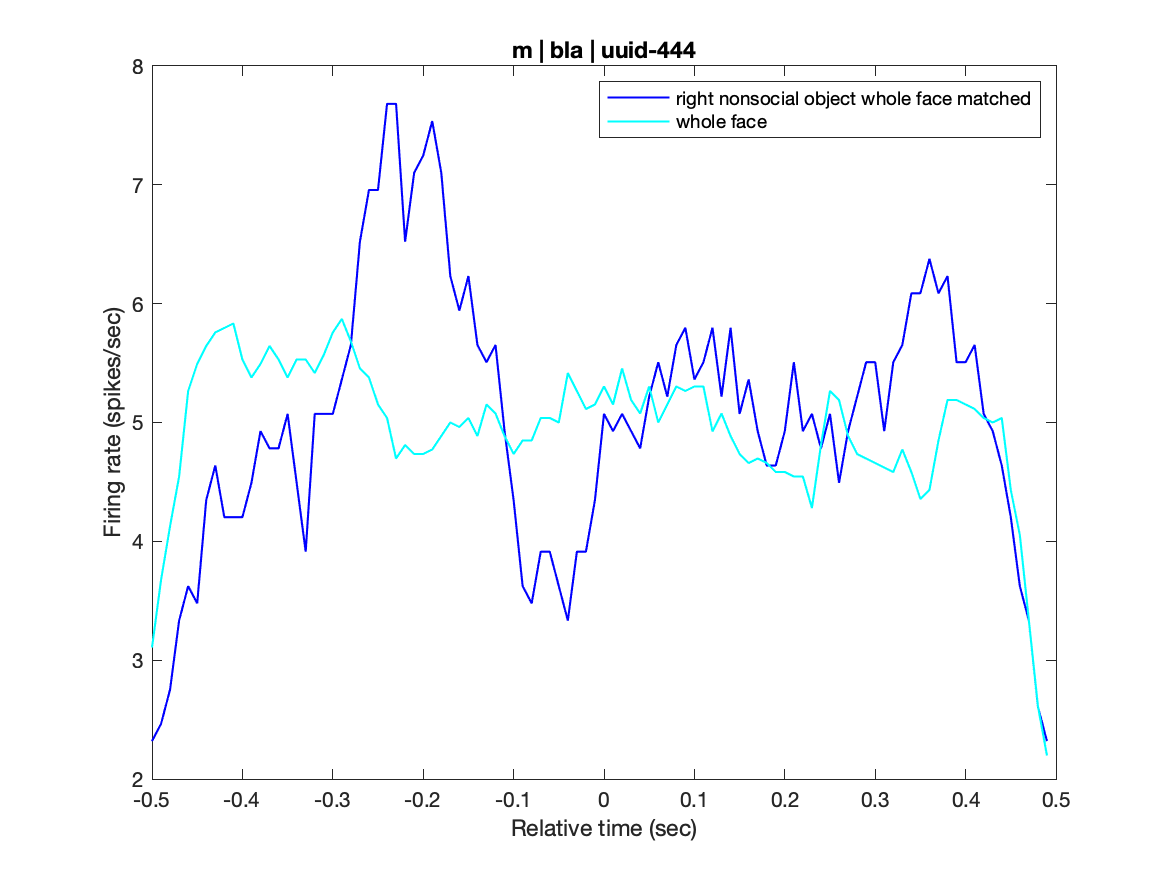 m | bla | uuid-444
right nonsocial object whole face matched
whole face
Firing rate (spikes/sec)
8
7
6
5
4
3
2
-0.5 -0.4 -0.3 -0.2 -0.1 0 0.1 0.2 0.3 0.4 0.5
Relative time (sec)